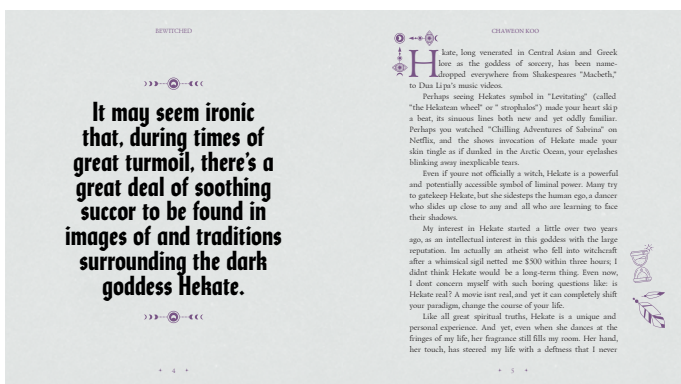 BEWITCHED
It may seem ironic
that, during times of
great turmoil, there's a
great deal of soothing
succor to be found in
images of and traditions
surrounding the dark
goddess Hekate.
4
CHAWEON KOO
Hkate, long venerated in Central Asian and Greek
lore as the goddess of sorcery, has been name-
dropped everywhere from Shakespeares "Macbeth,"
to Dua Lipa's music videos.
Perhaps seeing Hekates symbol in "Levitating" (called
"the Hekatean wheel" or " strophalos") made your heart skip
a beat, its sinuous lines both new and yet oddly familiar.
Perhaps you watched "Chilling Adventures of Sabrina" on
Netflix, and the shows invocation of Hekate made your
skin tingle as if dunked in the Arctic Ocean, your eyelashes
blinking away inexplicable tears.
Even if youre not officially a witch, Hekate is a powerful
and potentially accessible symbol of liminal power. Many try
to gatekeep Hekate, but she sidesteps the human ego, a dancer
who slides up close to any and all who are learning to face
their shadows.
My interest in Hekate started a little over two years
ago, as an intellectual interest in this goddess with the large
reputation. Im actually an atheist who fell into witchcraft
after a whimsical sigil netted me $500 within three hours; I
didnt think Hekate would be a long-term thing. Even now,
I dont concern myself with such boring questions like: is
Hekate real? A movie isnt real, and yet it can completely shift
your paradigm, change the course of your life.
Like all great spiritual truths, Hekate is a unique and
personal experience. And yet, even when she dances at the
fringes of my life, her fragrance still fills my room. Her hand,
her touch, has steered my life with a deftness that I never
5